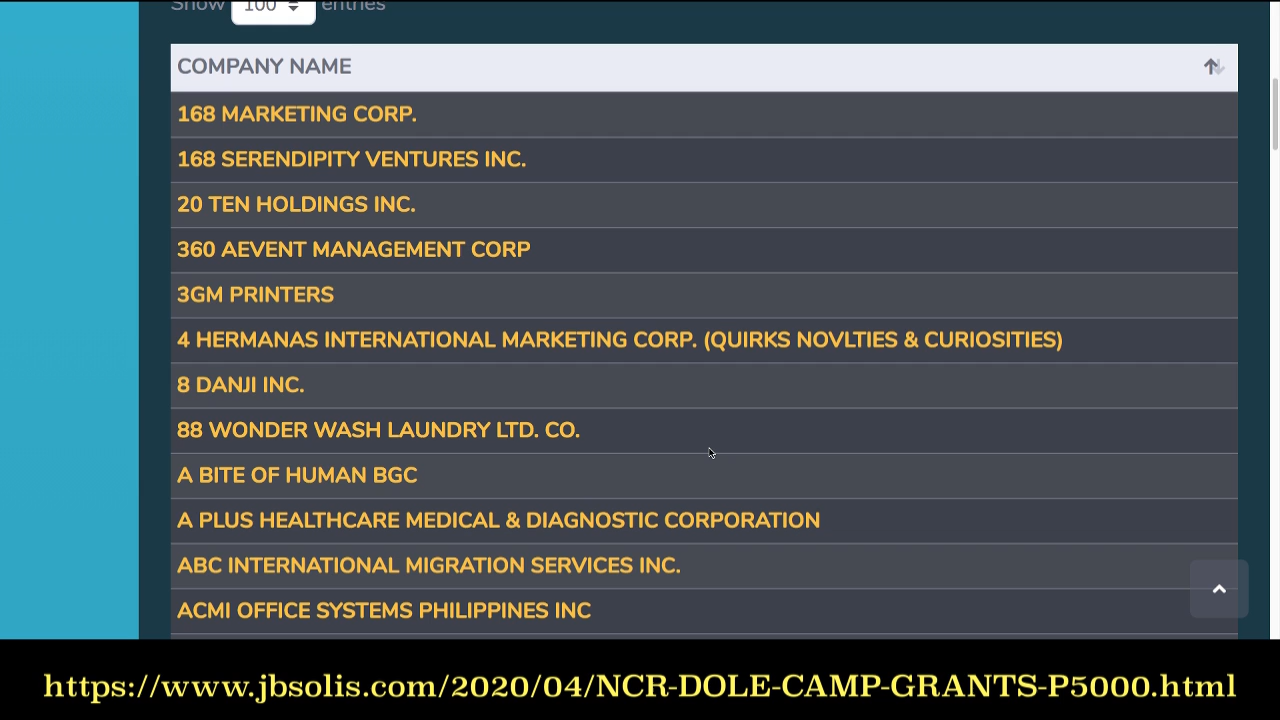 Show 100 entries
COMPANY NAME
168 MARKETING CORP.
168 SERENDIPITY VENTURES INC.
20 TEN HOLDINGS INC.
360 AEVENT MANAGEMENT CORP
3GM PRINTERS
4 HERMANAS INTERNATIONAL MARKETING CORP. (QUIRKS NOVLTIES & CURIOSITIES)
8 DANJI INC.
88 WONDER WASH LAUNDRY LTD. CO.
A BITE OF HUMAN BGC
A PLUS HEALTHCARE MEDICAL & DIAGNOSTIC CORPORATION
ABC INTERNATIONAL MIGRATION SERVICES INC.
ACMI OFFICE SYSTEMS PHILIPPINES INC
https://www.jbsolis.com/2020/04/NCR-DOLE-CAMP-GRANTS-P5000.html